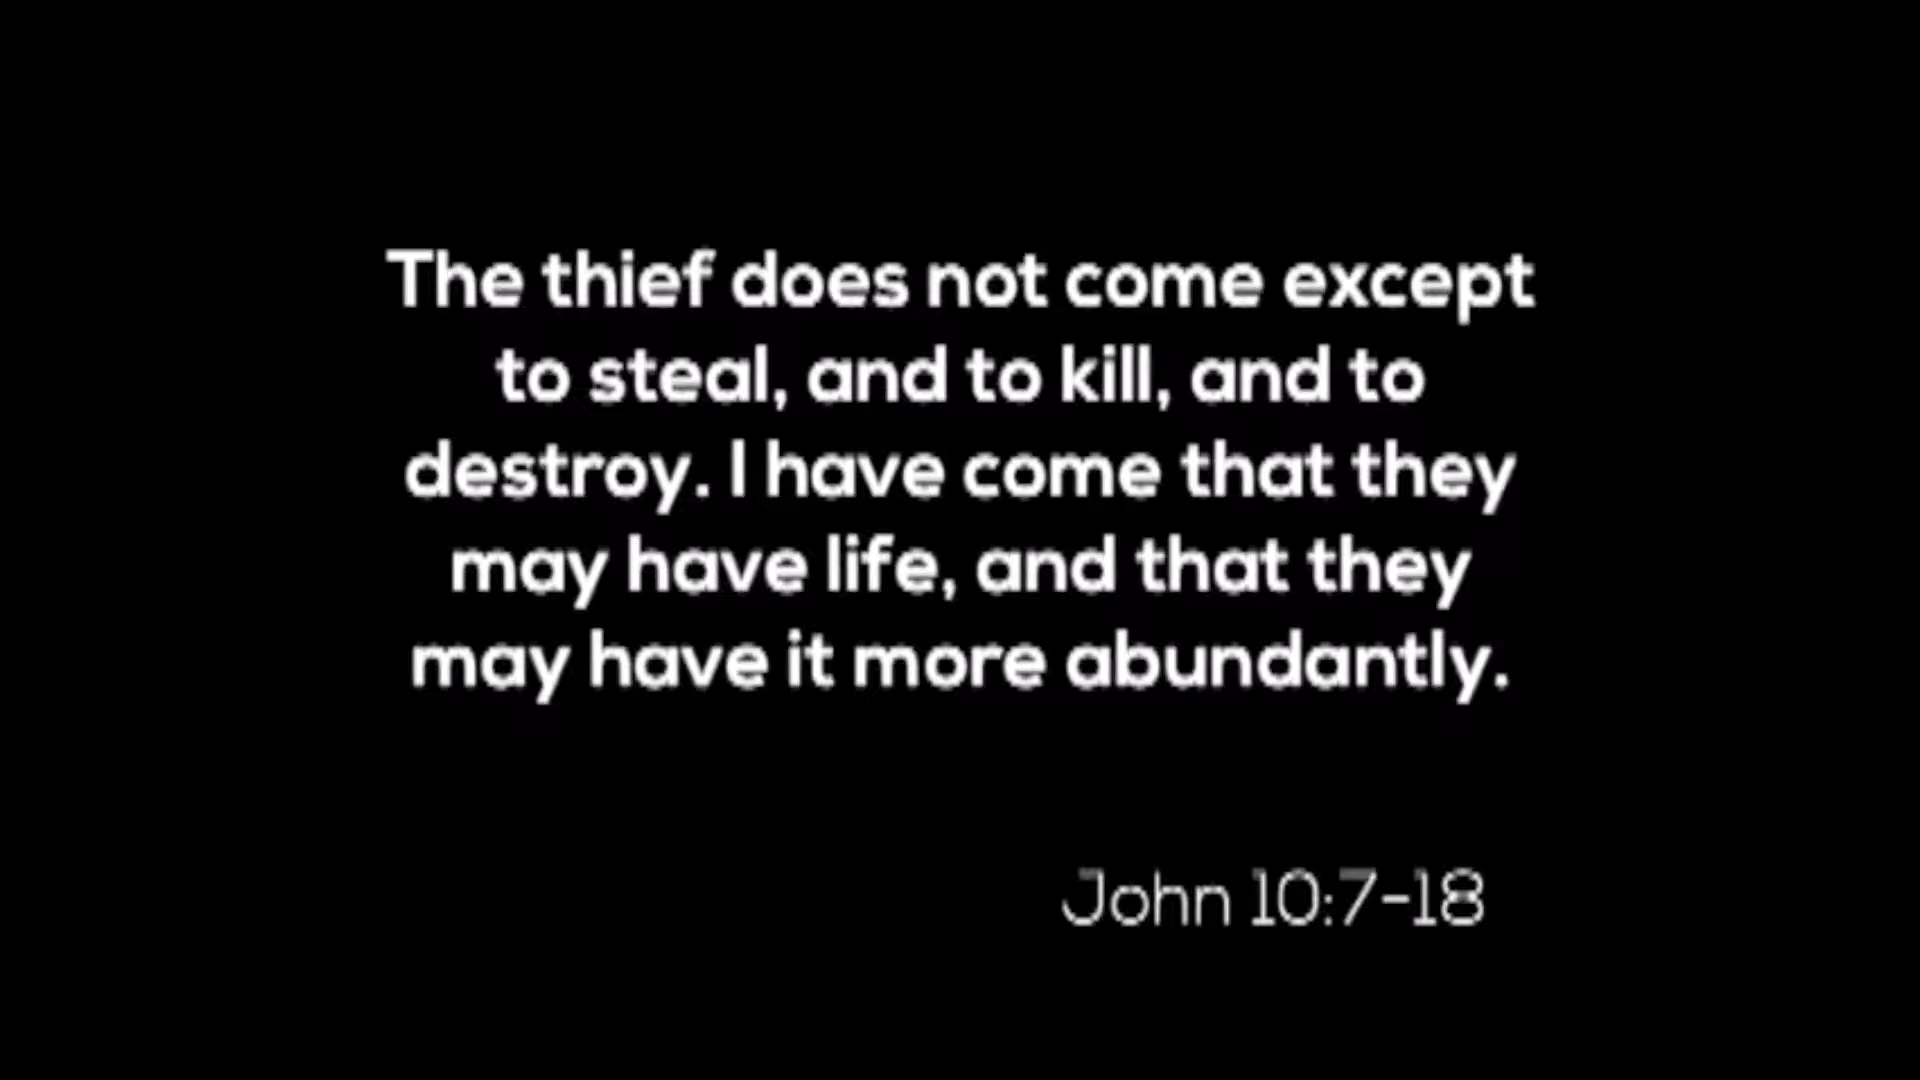 The thief does not come except
to steal, and to kill, and to
destroy. I have come that they
may have life, and that they
may have it more abundantly.
John 10:7-18